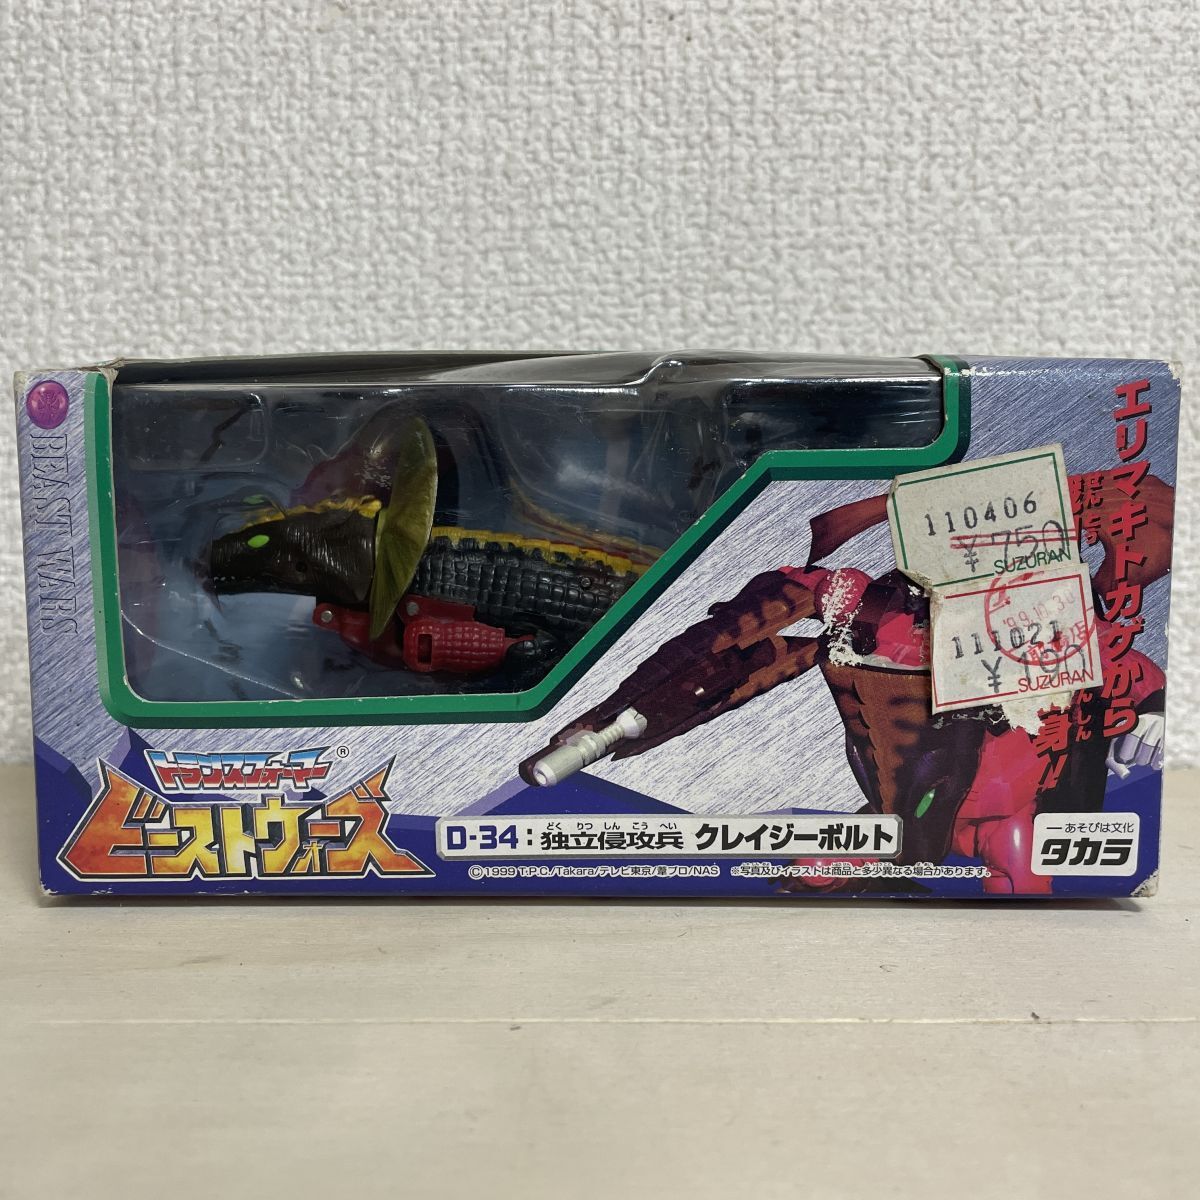 BEAST WARS
トランスフォーマー®
ビーストウォーズ
エリマキトカゲから
身!!
110406
¥750
SUZURAN
'99.10.30
111021
SUZURAN
どくりつしんこうへい
D-34:独立侵攻兵 クレイジーボルト
©1999 T.P.C./Takara/テレビ東京/葦プロ/NAS ※写真及びイラストは商品と多少異なる場合があります。
ーあそびは文化
タカラ